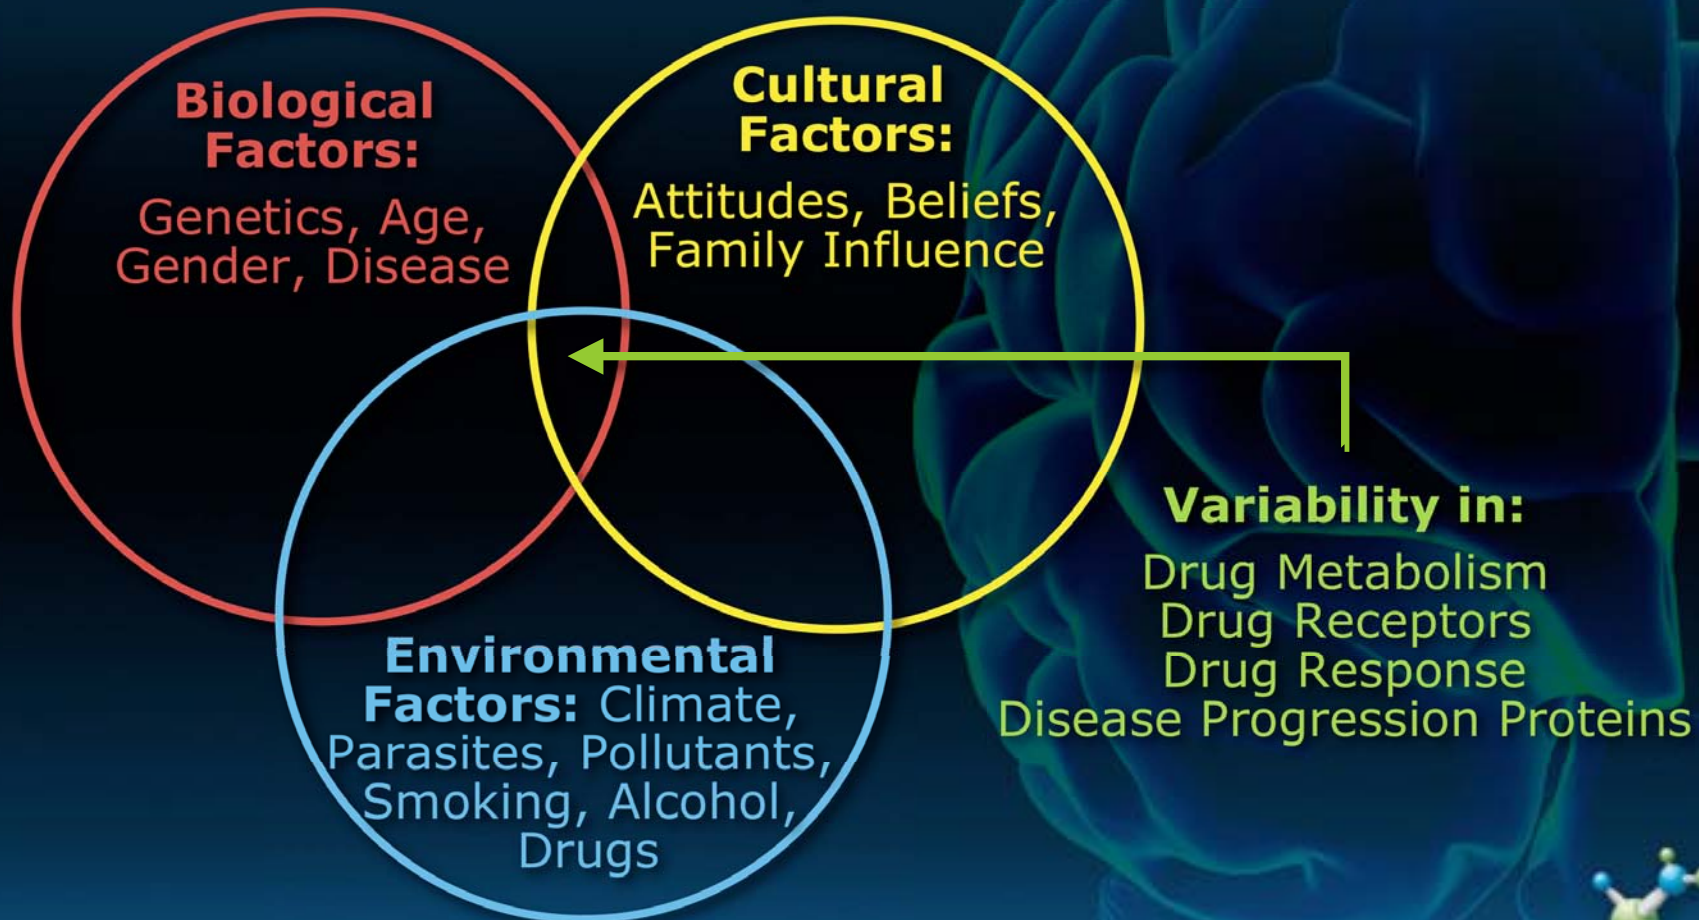 Biological
Factors:
Genetics, Age,
Gender, Disease
Cultural
Factors:
Attitudes, Beliefs,
Family Influence
Environmental
Factors: Climate,
Parasites, Pollutants,
Smoking, Alcohol,
Drugs
Variability in:
Drug Metabolism
Drug Receptors
Drug Response
Disease Progression Proteins